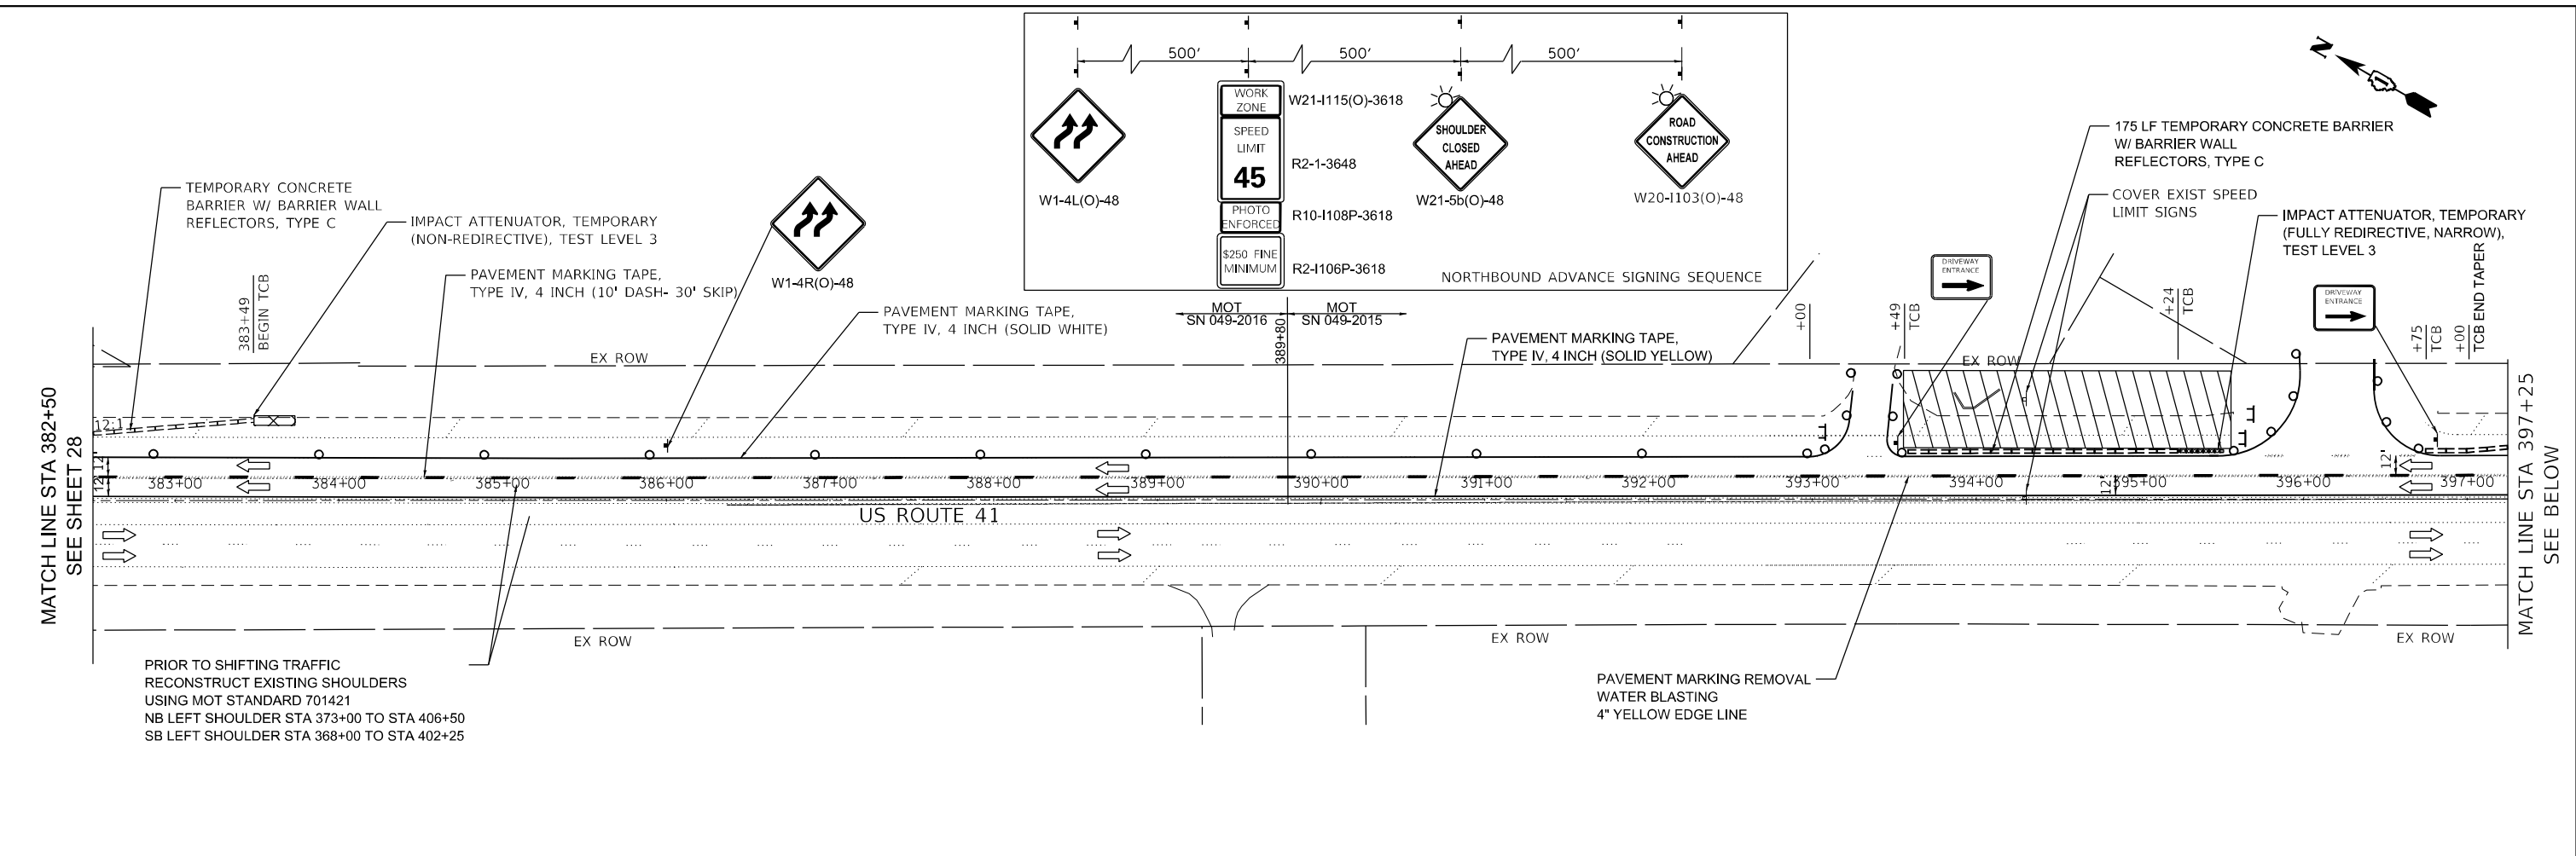 500'
500'
500'
WORK
ZONE
W21-I115(O)-3618
SPEED
LIMIT
45
R2-1-3648
PHOTO
ENFORCED
R10-I108P-3618
$250 FINE
MINIMUM
R2-I106P-3618
W1-4L(O)-48
SHOULDER
CLOSED
AHEAD
W21-5b(O)-48
ROAD
CONSTRUCTION
AHEAD
W20-I103(O)-48
NORTHBOUND ADVANCE SIGNING SEQUENCE
N
175 LF TEMPORARY CONCRETE BARRIER
W/ BARRIER WALL
REFLECTORS, TYPE C
COVER EXIST SPEED
LIMIT SIGNS
IMPACT ATTENUATOR, TEMPORARY
(FULLY REDIRECTIVE, NARROW),
TEST LEVEL 3
TEMPORARY CONCRETE
BARRIER W/ BARRIER WALL
REFLECTORS, TYPE C
IMPACT ATTENUATOR, TEMPORARY
(NON-REDIRECTIVE), TEST LEVEL 3
PAVEMENT MARKING TAPE,
TYPE IV, 4 INCH (10' DASH- 30' SKIP)
W1-4R(O)-48
PAVEMENT MARKING TAPE,
TYPE IV, 4 INCH (SOLID WHITE)
MOT
SN 049-2016
MOT
SN 049-2015
389+80
PAVEMENT MARKING TAPE,
TYPE IV, 4 INCH (SOLID YELLOW)
383+49
BEGIN TCB
+00
+49
TCB
DRIVEWAY
ENTRANCE
+24
TCB
DRIVEWAY
ENTRANCE
+75
TCB
+00
TCB END TAPER
EX ROW
EX ROW
MATCH LINE STA 382+50
SEE SHEET 28
12:1
12'
12'
12'
12'
383+00
384+00
385+00
386+00
387+00
388+00
389+00
390+00
391+00
392+00
393+00
394+00
395+00
396+00
397+00
US ROUTE 41
MATCH LINE STA 397+25
SEE BELOW
EX ROW
EX ROW
EX ROW
PRIOR TO SHIFTING TRAFFIC
RECONSTRUCT EXISTING SHOULDERS
USING MOT STANDARD 701421
NB LEFT SHOULDER STA 373+00 TO STA 406+50
SB LEFT SHOULDER STA 368+00 TO STA 402+25
PAVEMENT MARKING REMOVAL
WATER BLASTING
4" YELLOW EDGE LINE